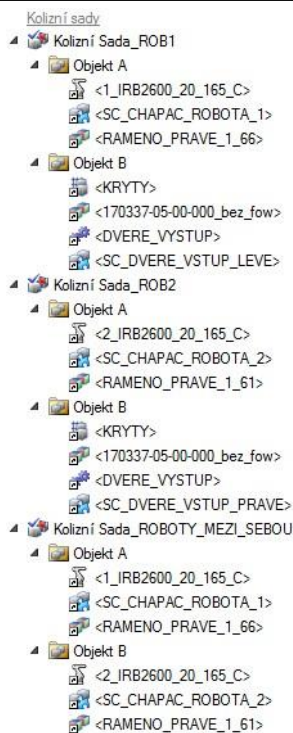 Kolizní sady
Kolizní Sada_ROB1
Objekt A
<1_IRB2600_20_165_C>
<SC_CHAPAC_ROBOTA_1>
<RAMENO_PRAVE_1_66>
Objekt B
<KRYTY>
<170337-05-00-000_bez_fow>
<DVERE_VYSTUP>
<SC_DVERE_VSTUP_LEVE>
Kolizní Sada_ROB2
Objekt A
<2_IRB2600_20_165_C>
<SC_CHAPAC_ROBOTA_2>
<RAMENO_PRAVE_1_61>
Objekt B
<KRYTY>
<170337-05-00-000_bez_fow>
<DVERE_VYSTUP>
<SC_DVERE_VSTUP_PRAVE>
Kolizní Sada_ROBOTY_MEZI_SEBOU
Objekt A
<1_IRB2600_20_165_C>
<SC_CHAPAC_ROBOTA_1>
<RAMENO_PRAVE_1_66>
Objekt B
<2_IRB2600_20_165_C>
<SC_CHAPAC_ROBOTA_2>
<RAMENO_PRAVE_1_61>